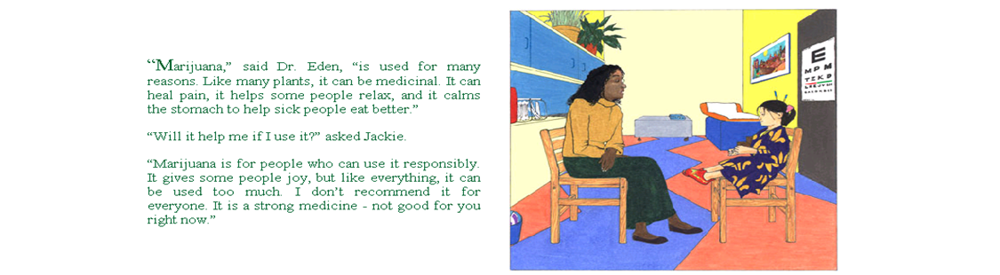 “Marijuana,” said Dr. Eden, “is used for many
reasons. Like many plants, it can be medicinal. It can
heal pain, it helps some people relax, and it calms
the stomach to help sick people eat better.”
“Will it help me if I use it?” asked Jackie.
“Marijuana is for people who can use it responsibly.
It gives some people joy, but like everything, it can
be used too much. I don’t recommend it for
everyone. It is a strong medicine - not good for you
right now.”
E
MPM
TZKD